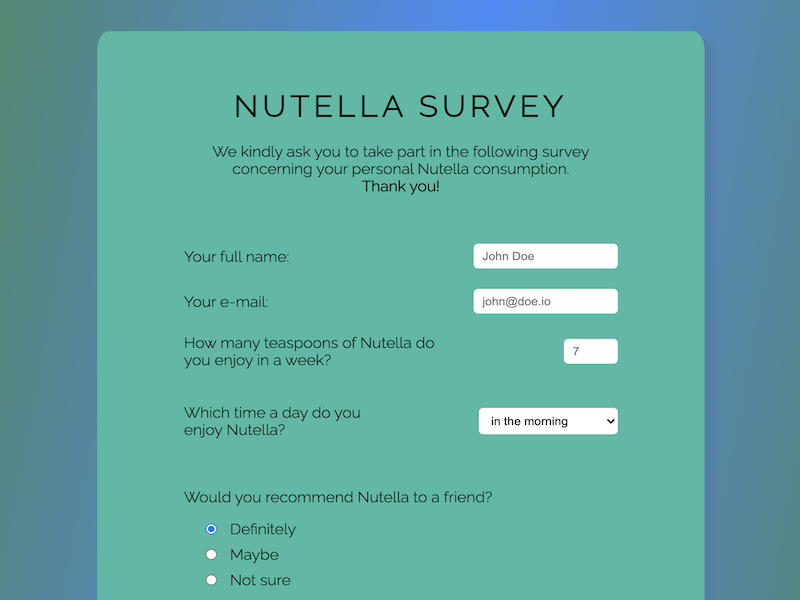 NUTELLA SURVEY
We kindly ask you to take part in the following survey
concerning your personal Nutella consumption.
Thank you!
Your full name:
John Doe
Your e-mail:
john@doe.io
How many teaspoons of Nutella do
you enjoy in a week?
7
Which time a day do you
enjoy Nutella?
in the morning
Would you recommend Nutella to a friend?
Definitely
Maybe
Not sure